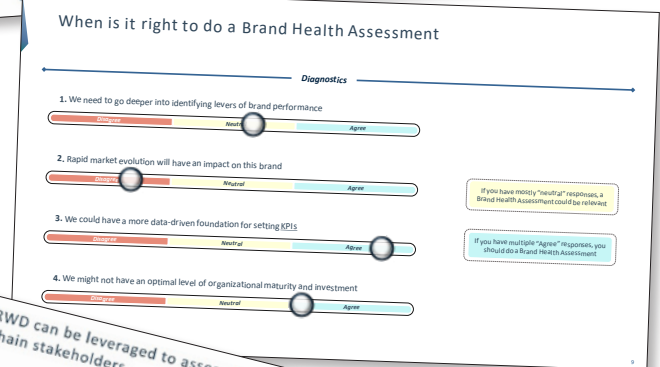 When is it right to do a Brand Health Assessment
Diagnostics
1. We need to go deeper into identifying levers of brand performance
Disagree
Agree
2. Rapid market evolution will have an impact on this brand
Neutral
Agree
3. We could have a more data-driven foundation for setting KPIs
Disagree
Neutral
Agree
4. We might not have an optimal level of organizational maturity and investment
Disagree
Neutral
Agree
If you have mostly "neutral" responses, a
Brand Health Assessment could be relevant
If you have multiple "Agree" responses, you
should do a Brand Health Assessment
RWD can be leveraged to
stakeholders
9